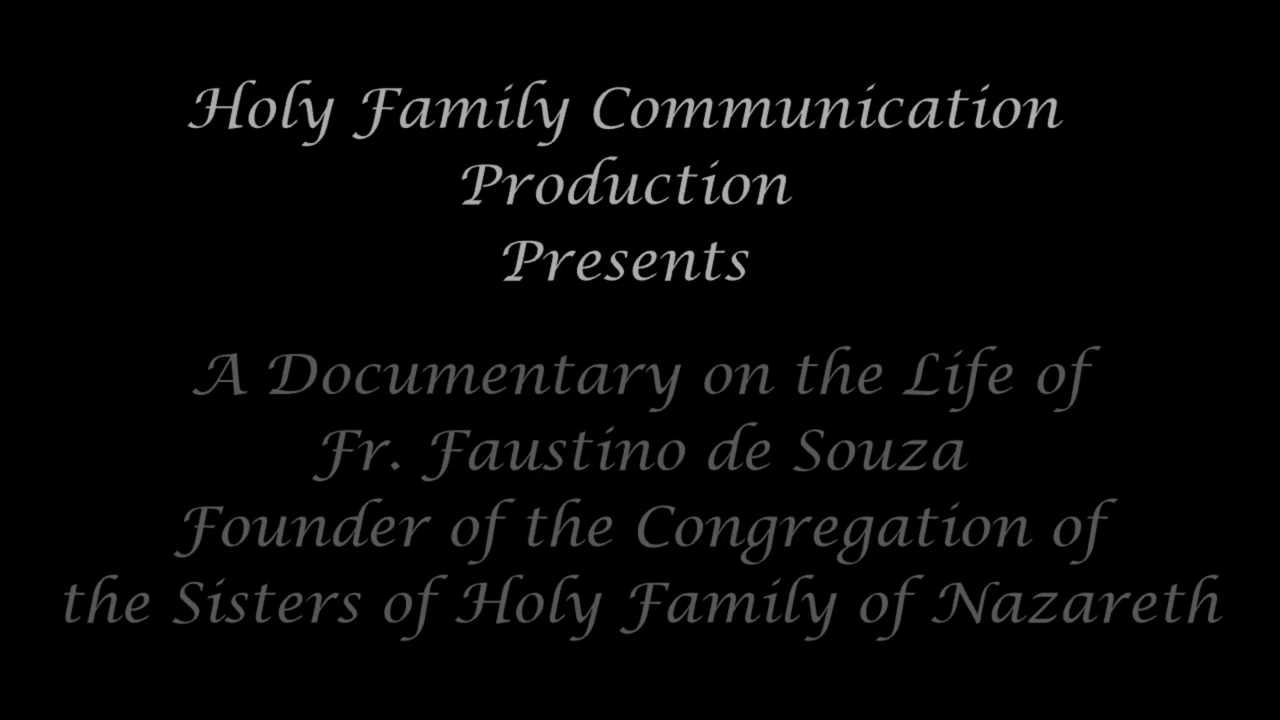 Holy Family Communication
Production
Presents
A Documentary on the Life of
Fr. Faustino de Souza
Founder of the Congregation of
the Sisters of Holy Family of Nazareth